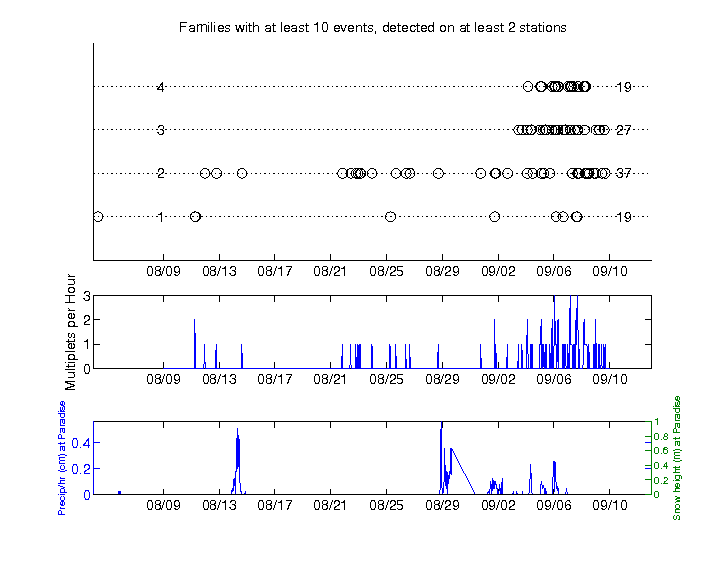 Families with at least 10 events, detected on at least 2 stations
4 19
3 27
2 37
1 19
08/09 08/13 08/17 08/21 08/25 08/29 09/02 09/06 09/10
Multiplets per Hour
3
2
1
0
08/09 08/13 08/17 08/21 08/25 08/29 09/02 09/06 09/10
Precip/hr (cm) at Paradise
0.4
0.2
0
Snow height (m) at Paradise
1
0.8
0.6
0.4
0.2
0
08/09 08/13 08/17 08/21 08/25 08/29 09/02 09/06 09/10